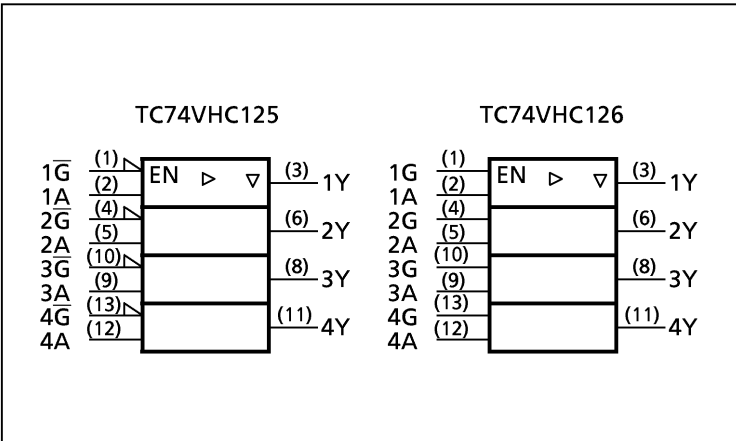 TC74VHC125
1G̅ (1) EN (3) 1Y
1A (2)
2G̅ (4) (6) 2Y
2A (5)
3G̅ (10) (8) 3Y
3A (9)
4G̅ (13) (11) 4Y
4A (12)
TC74VHC126
1G (1) EN (3) 1Y
1A (2)
2G (4) (6) 2Y
2A (5)
3G (10) (8) 3Y
3A (9)
4G (13) (11) 4Y
4A (12)